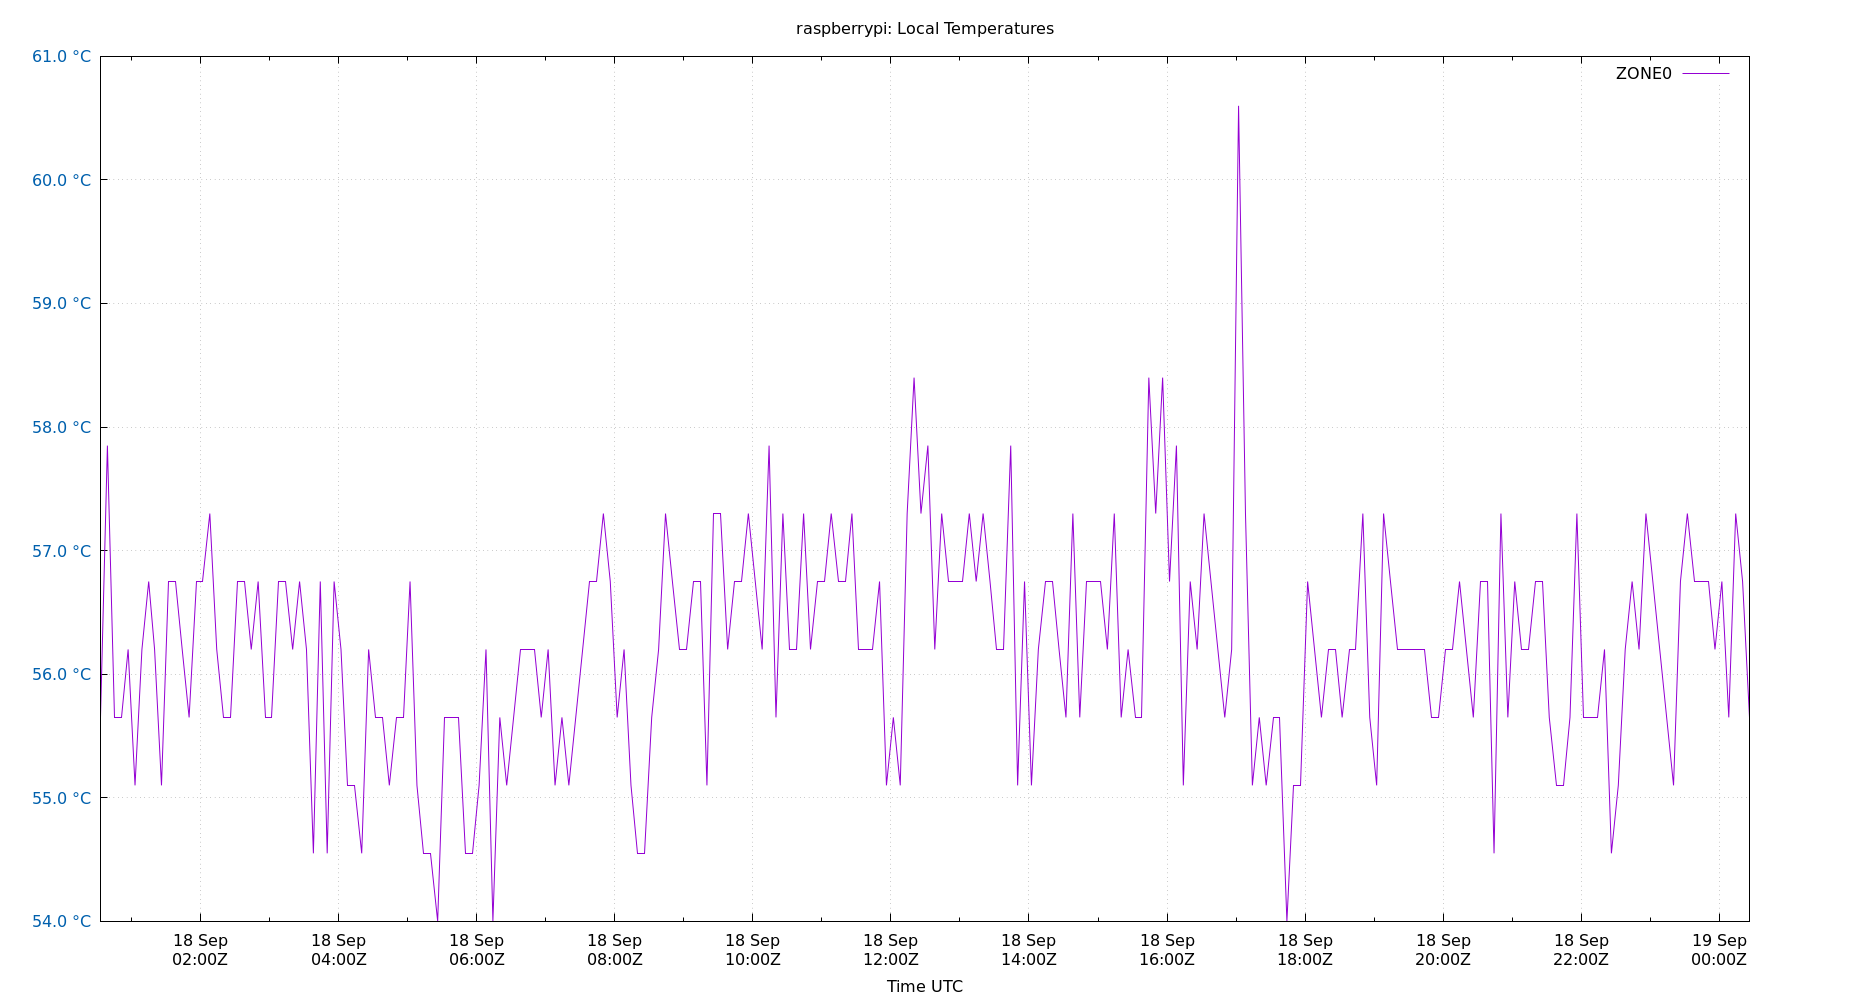 raspberrypi: Local Temperatures
61.0 °C
ZONE0
60.0 °C
59.0 °C
58.0 °C
57.0 °C
56.0 °C
55.0 °C
54.0 °C
18 Sep 18 Sep 18 Sep 18 Sep 18 Sep 18 Sep 18 Sep 18 Sep 18 Sep 18 Sep 18 Sep 19 Sep
02:00Z 04:00Z 06:00Z 08:00Z 10:00Z 12:00Z 14:00Z 16:00Z 18:00Z 20:00Z 22:00Z 00:00Z
Time UTC